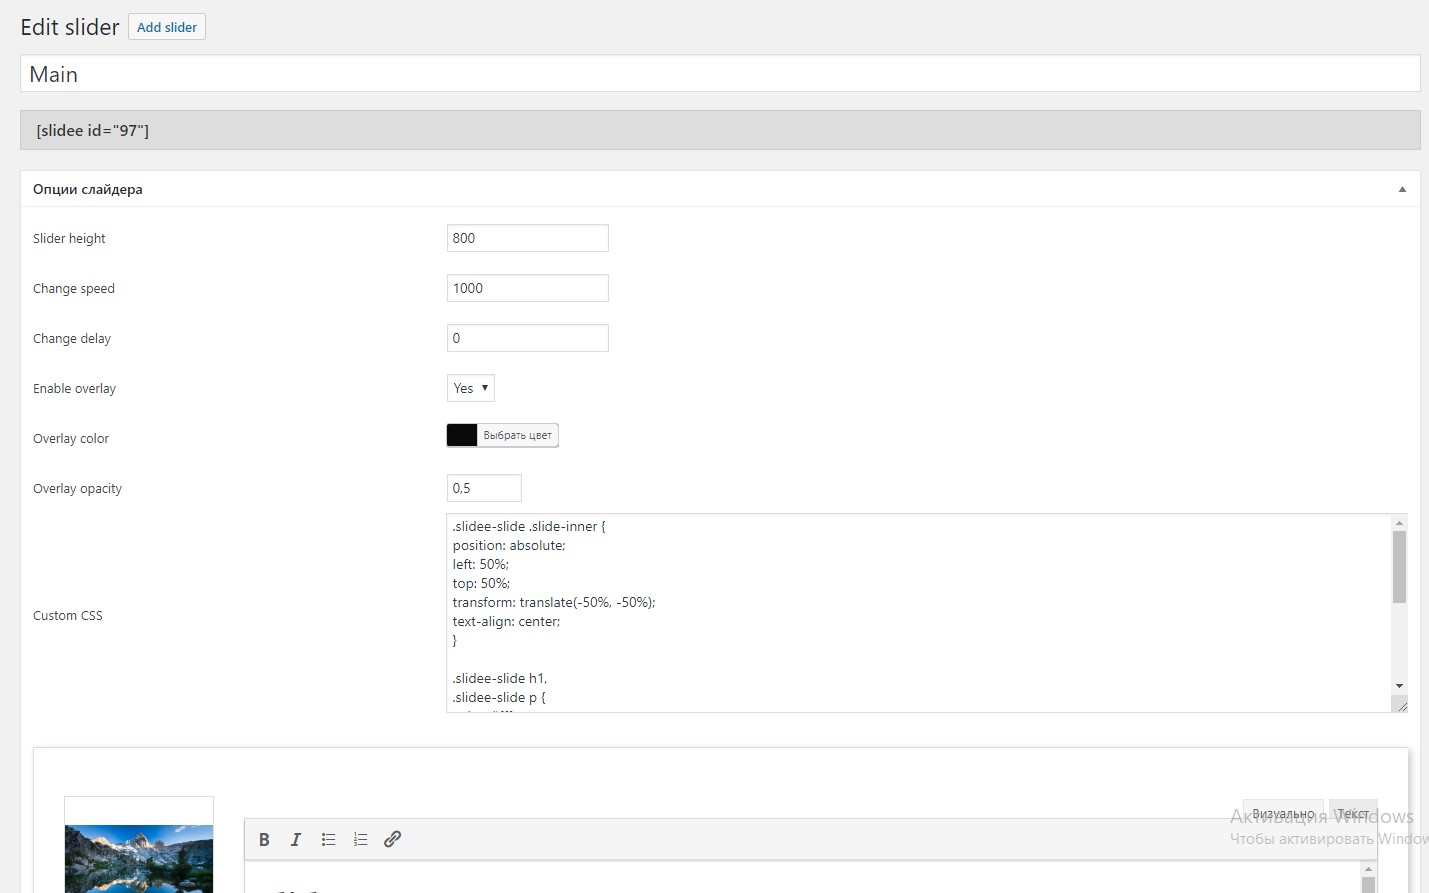 Edit slider Add slider
Main
[slidee id="97"]
Опции слайдера
Slider height 800
Change speed 1000
Change delay 0
Enable overlay Yes
Overlay color Выбрать цвет
Overlay opacity 0,5
Custom CSS
.slidee-slide .slide-inner {
position: absolute;
left: 50%;
top: 50%;
transform: translate(-50%, -50%);
text-align: center;
}
.slidee-slide h1,
.slidee-slide p {
Визуально Текст
Активация Windows
Чтобы активировать Window
B I